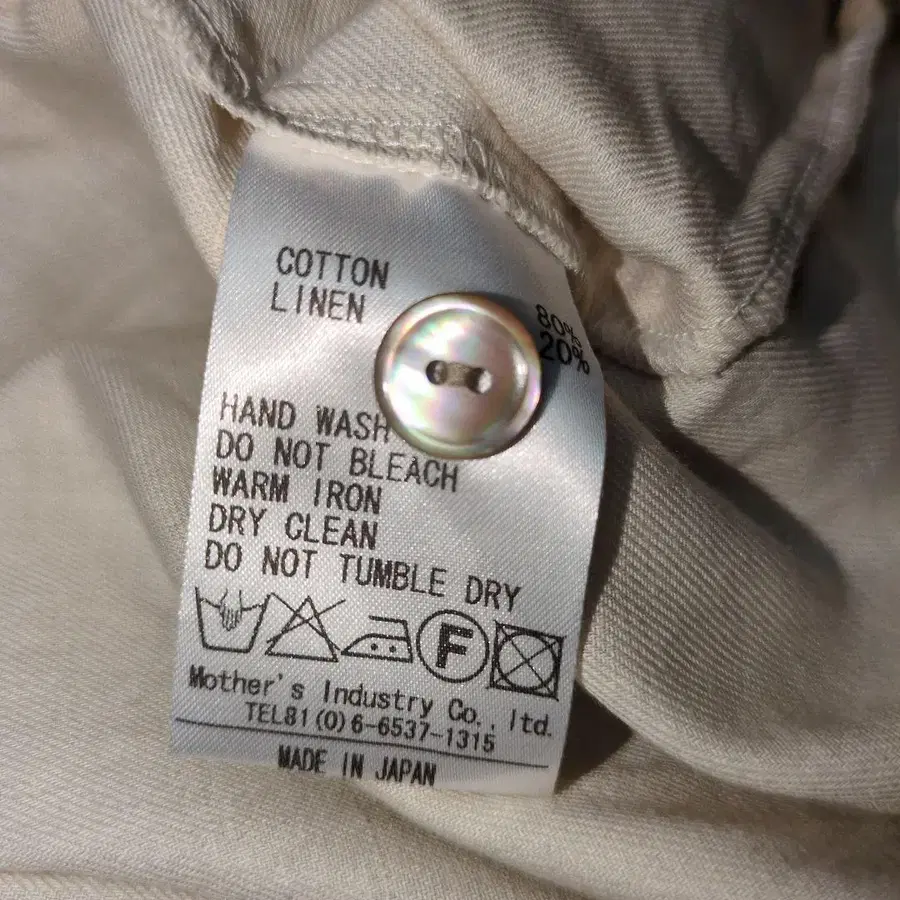 COTTON 80%
LINEN 20%
HAND WASH
DO NOT BLEACH
WARM IRON
DRY CLEAN
DO NOT TUMBLE DRY
F
Mother's Industry Co., ltd.
TEL81(0)6-6537-1315
MADE IN JAPAN